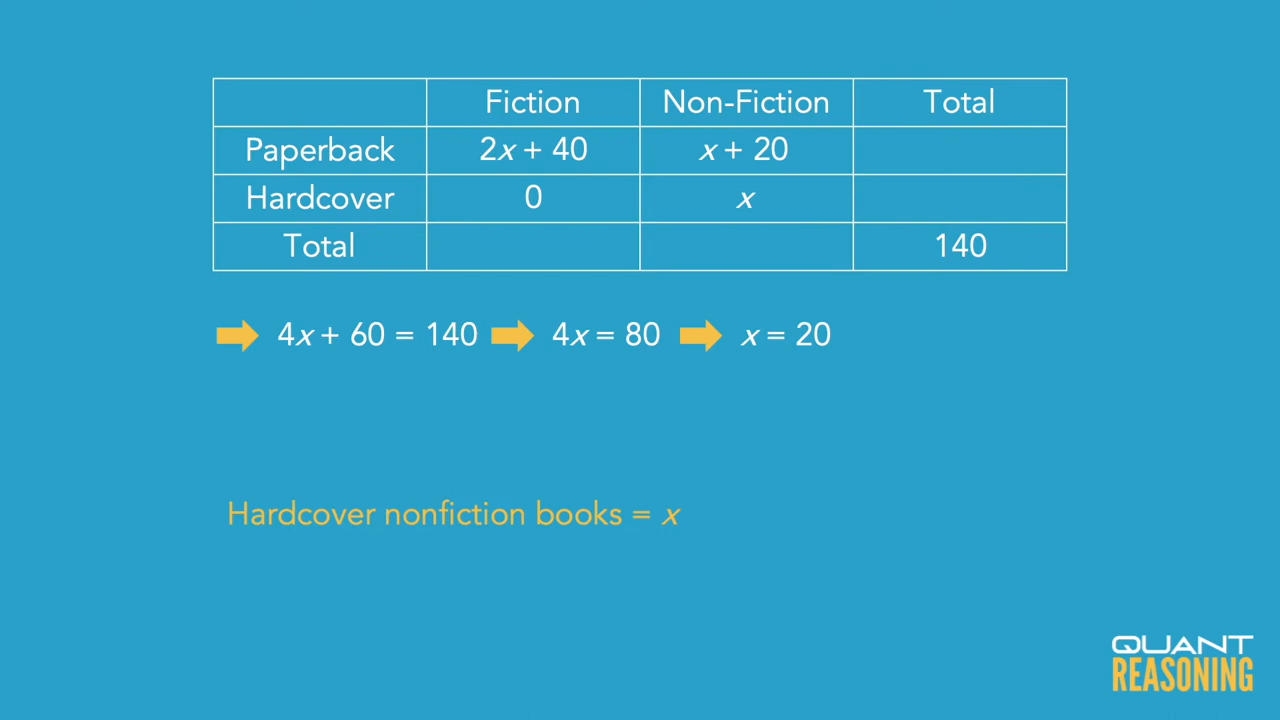 Fiction Non-Fiction Total
Paperback 2x + 40 x + 20
Hardcover 0 x
Total 140
4x + 60 = 140 4x = 80 x = 20
Hardcover nonfiction books = x
QUANT
REASONING